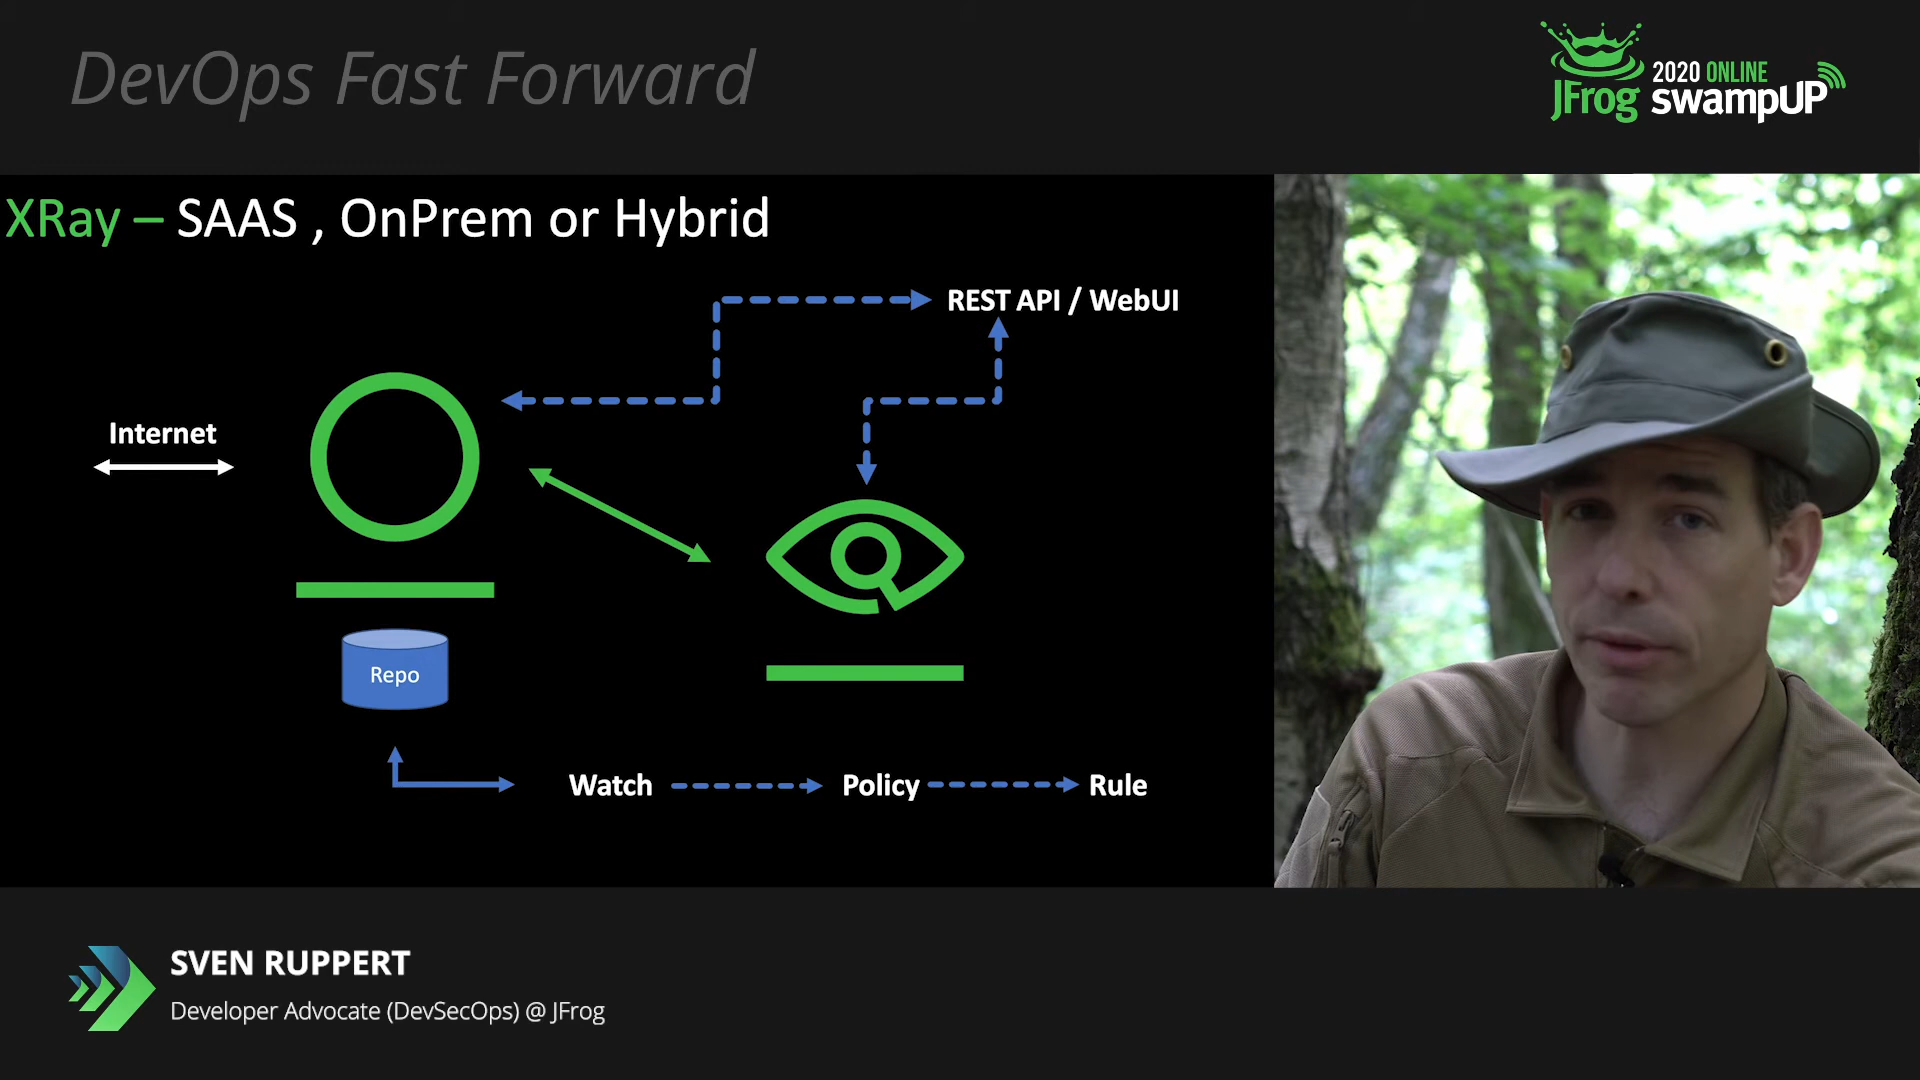 DevOps Fast Forward
2020 ONLINE
JFrog swampUP
XRay – SAAS , OnPrem or Hybrid
REST API / WebUI
Internet
Repo
Watch
Policy
Rule
SVEN RUPPERT
Developer Advocate (DevSecOps) @ JFrog